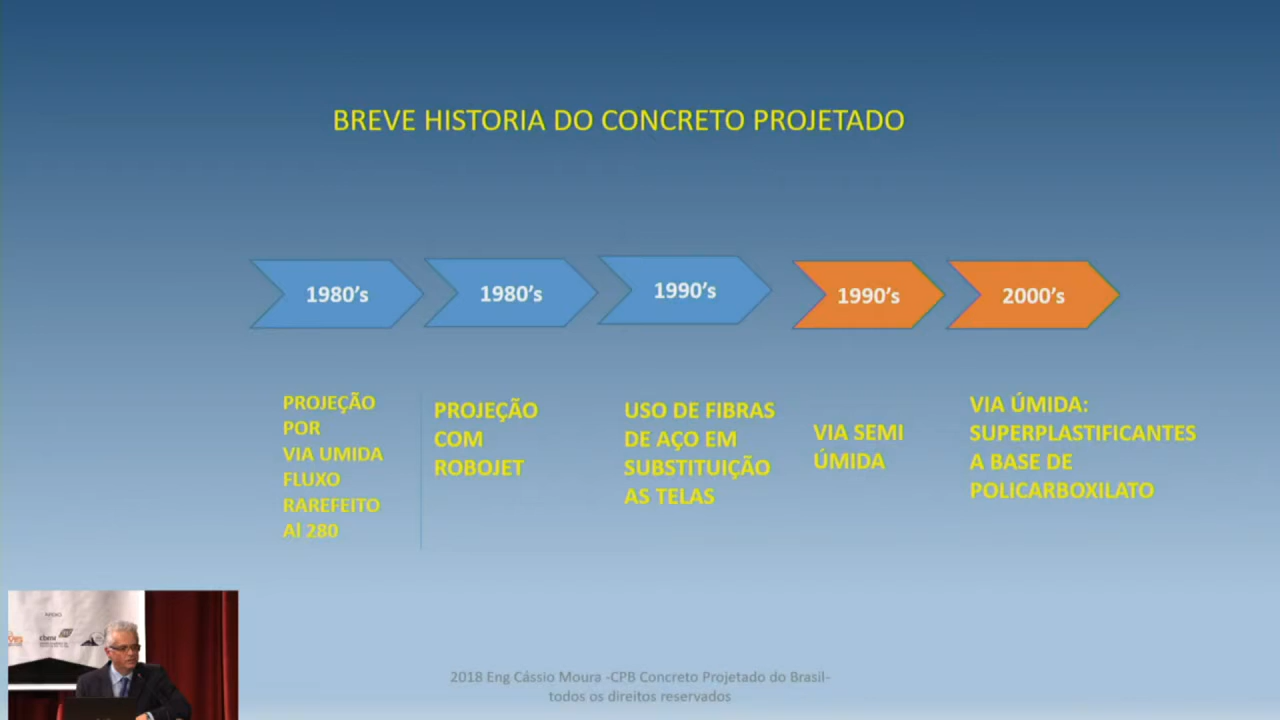 BREVE HISTORIA DO CONCRETO PROJETADO
1980’s
1980’s
1990’s
1990’s
2000’s
PROJEÇÃO
POR
VIA UMIDA
FLUXO
RAREFEITO
Al 280
PROJEÇÃO
COM
ROBOJET
USO DE FIBRAS
DE AÇO EM
SUBSTITUIÇÃO
AS TELAS
VIA SEMI
ÚMIDA
VIA ÚMIDA:
SUPERPLASTIFICANTES
A BASE DE
POLICARBOXILATO
2018 Eng Cássio Moura -CPB Concreto Projetado do Brasil-
todos os direitos reservados